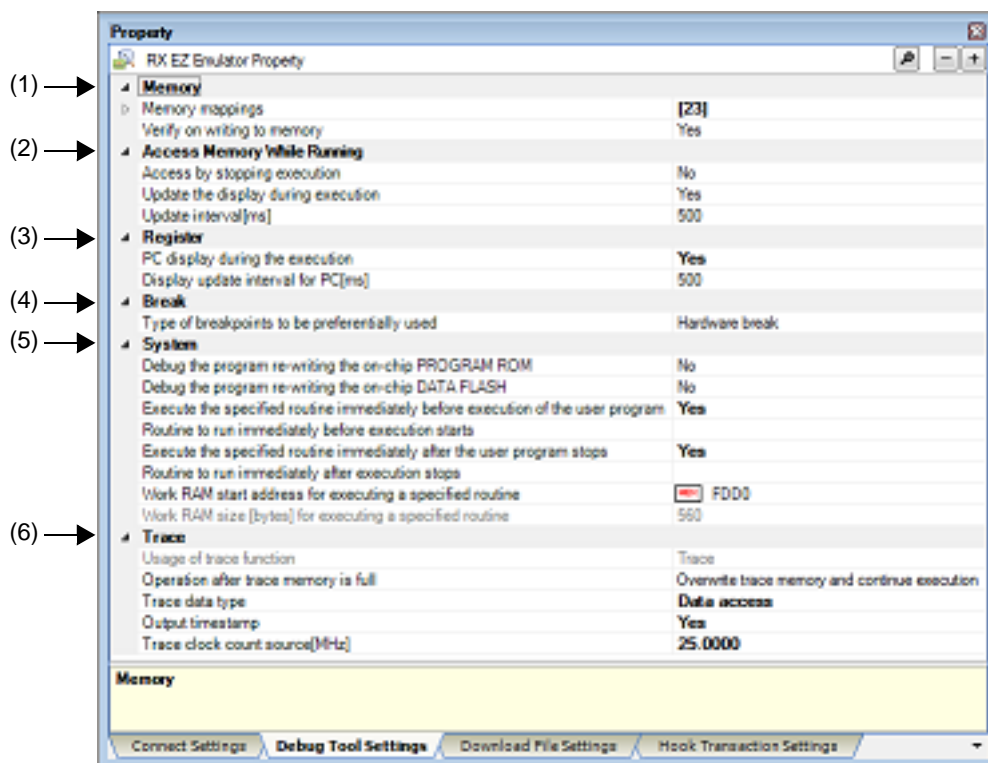 Property
RX EZ Emulator Property
(1) Memory
Memory mappings [23]
Verify on writing to memory Yes
(2) Access Memory While Running
Access by stopping execution No
Update the display during execution Yes
Update interval[ms] 500
(3) Register
PC display during the execution Yes
Display update interval for PC[ms] 500
(4) Break
Type of breakpoints to be preferentially used Hardware break
(5) System
Debug the program re-writing the on-chip PROGRAM ROM No
Debug the program re-writing the on-chip DATA FLASH No
Execute the specified routine immediately before execution of the user program Yes
Routine to run immediately before execution starts
Execute the specified routine immediately after the user program stops Yes
Routine to run immediately after execution stops
Work RAM start address for executing a specified routine FDD0
Work RAM size [bytes] for executing a specified routine 560
(6) Trace
Usage of trace function Trace
Operation after trace memory is full Overwrite trace memory and continue execution
Trace data type Data access
Output timestamp Yes
Trace clock count source[MHz] 25.0000
Memory
Connect Settings Debug Tool Settings Download File Settings Hook Transaction Settings